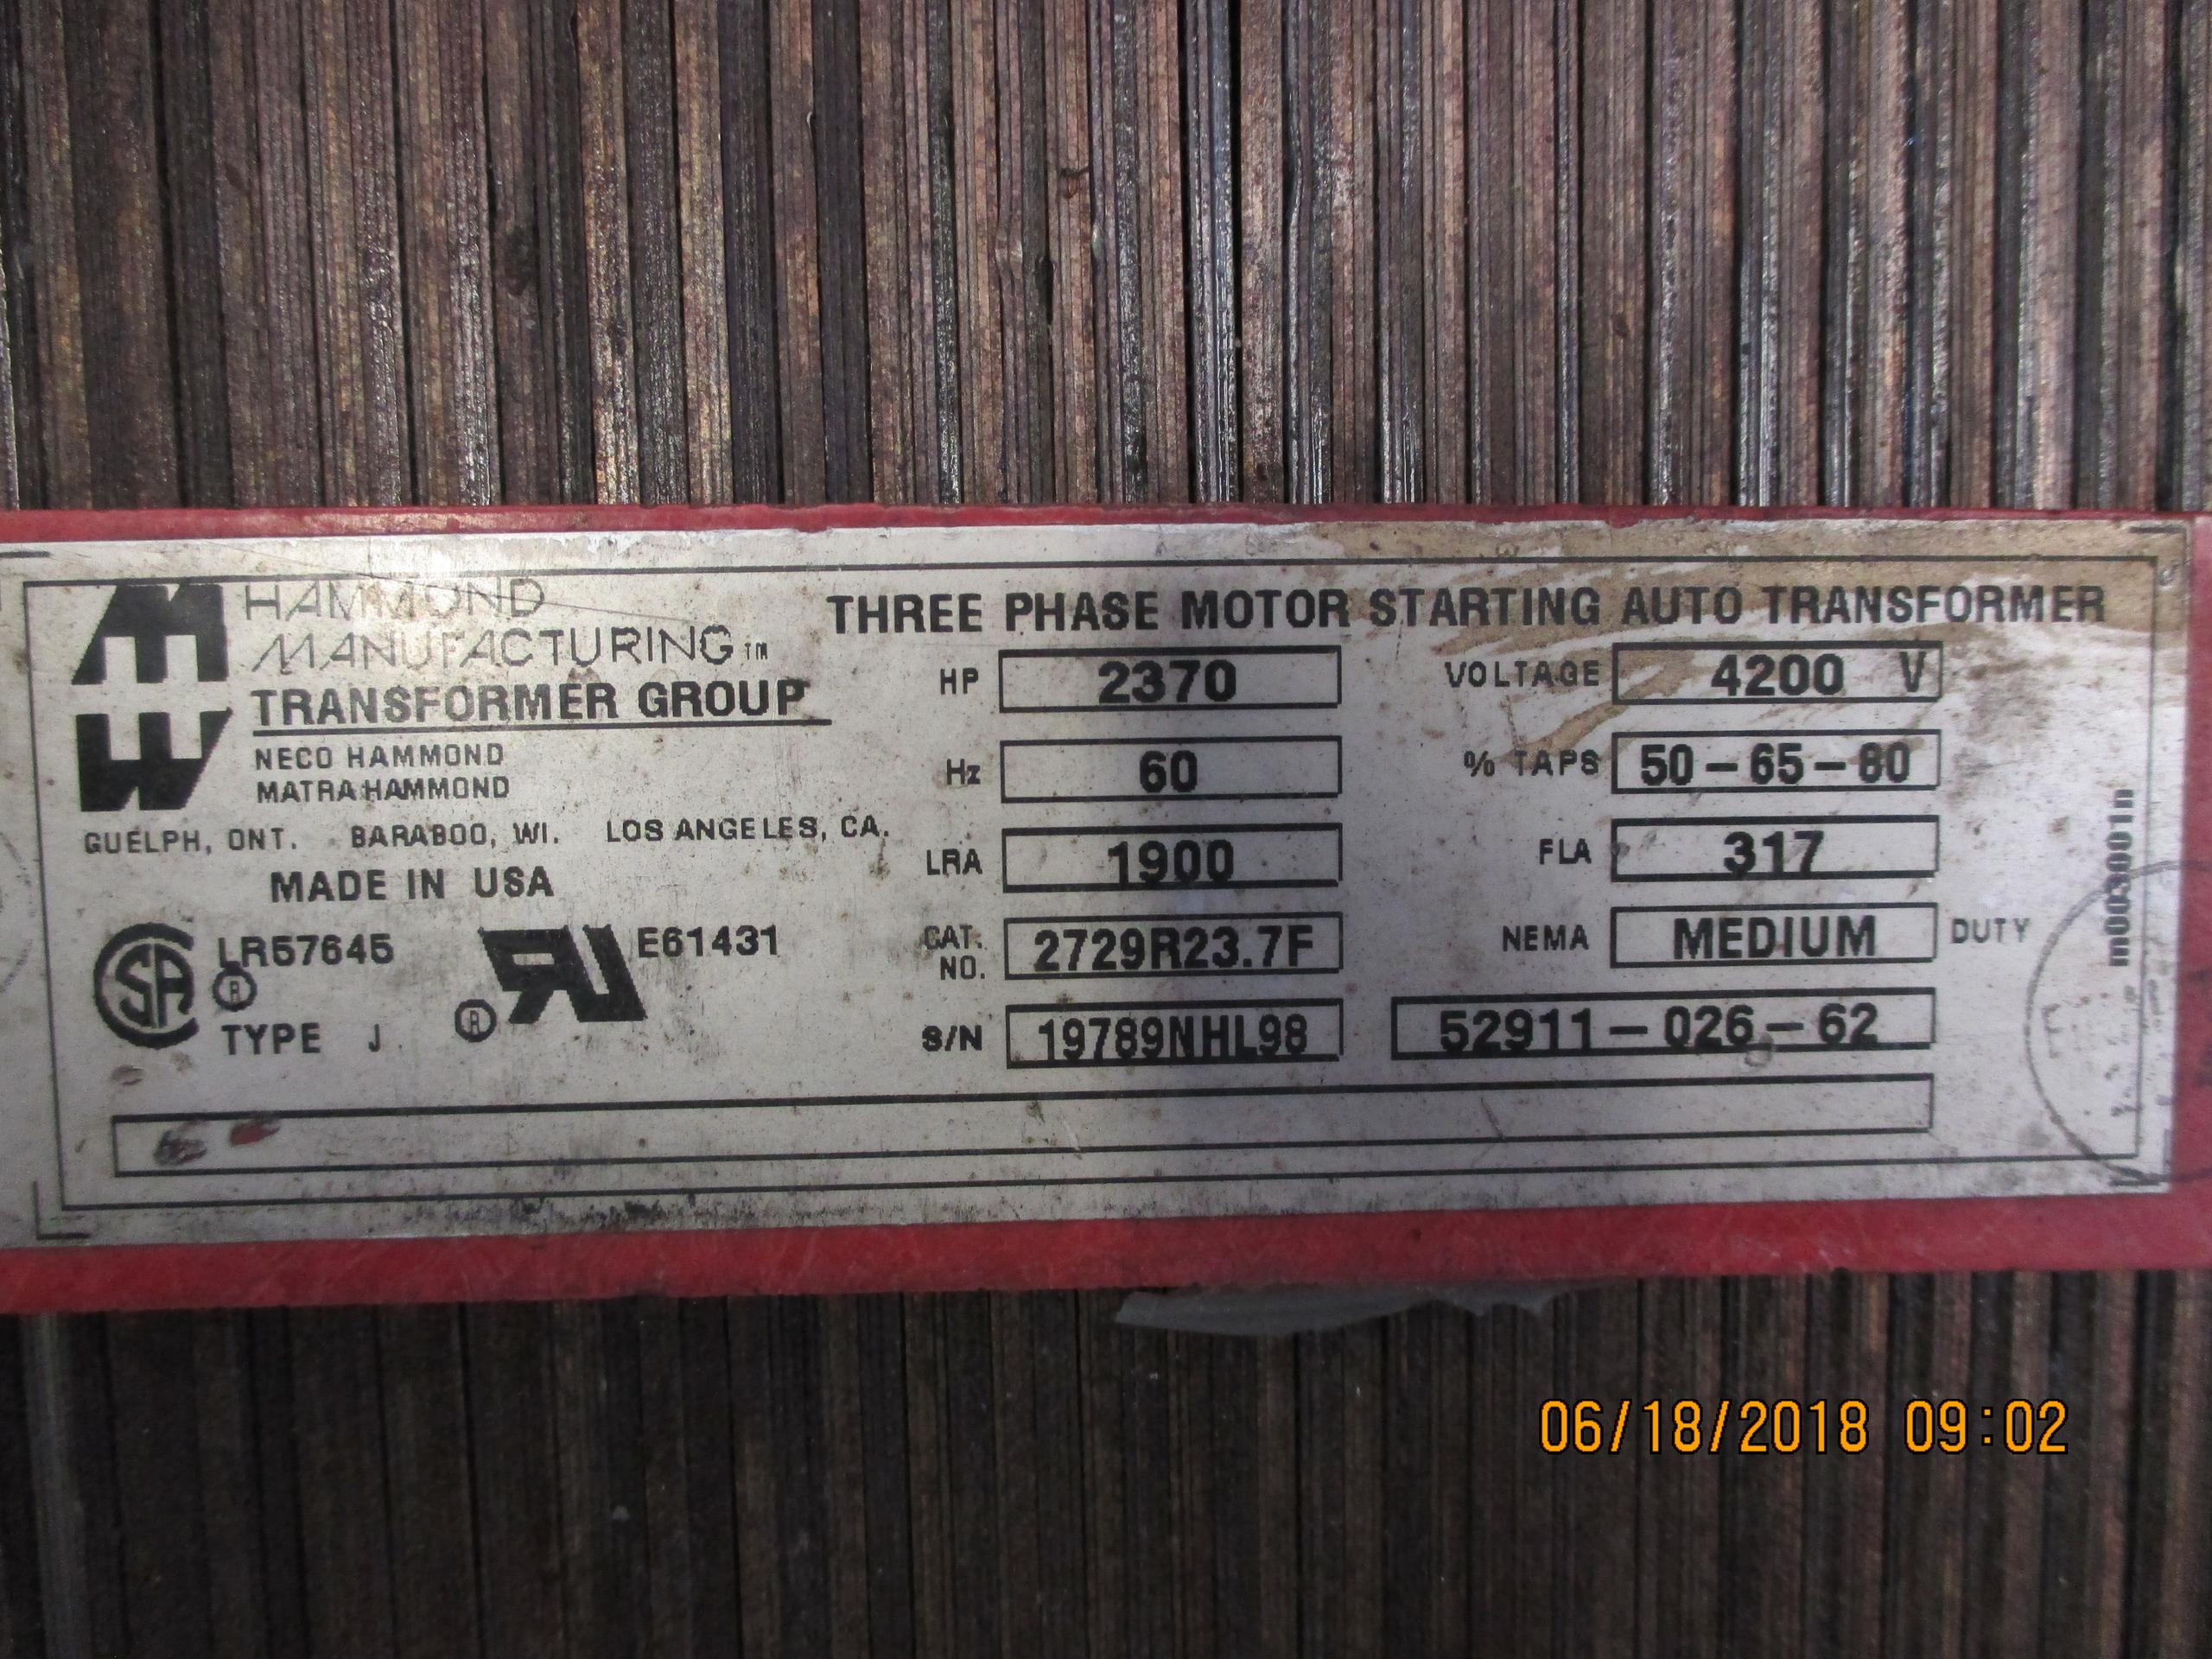 HAMMOND
MANUFACTURING™
TRANSFORMER GROUP
NECO HAMMOND
MATRA HAMMOND
GUELPH, ONT. BARABOO, WI. LOS ANGELES, CA.
MADE IN USA
LR57645
®
TYPE J
®
E61431
THREE PHASE MOTOR STARTING AUTO TRANSFORMER
HP 2370 VOLTAGE 4200 V
Hz 60 % TAPS 50-65-80
LRA 1900 FLA 317
CAT. NO. 2729R23.7F NEMA MEDIUM DUTY
S/N 19789NHL98 52911-026-62
m003001n
06/18/2018 09:02